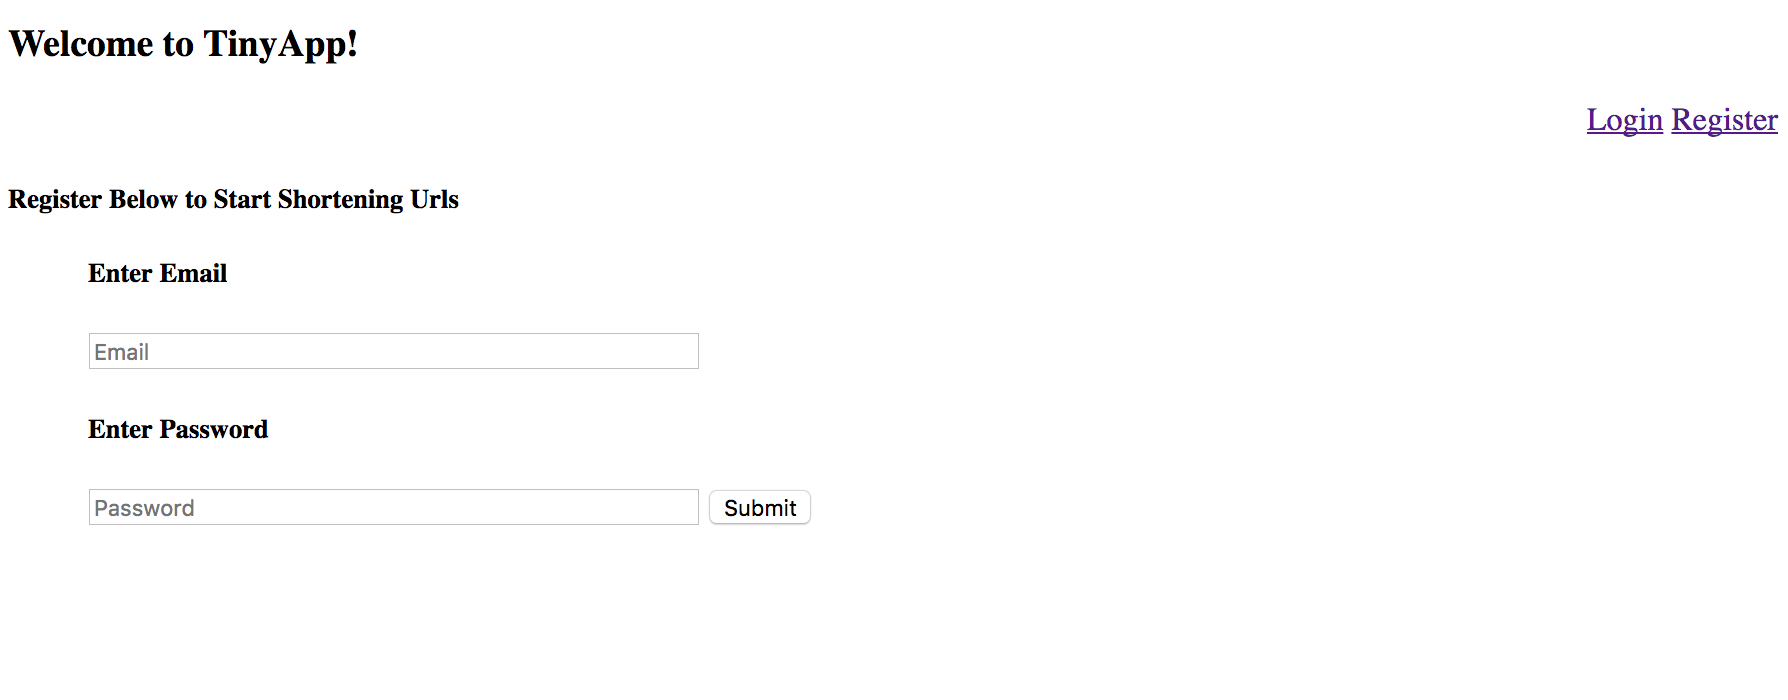 Welcome to TinyApp!
Login Register
Register Below to Start Shortening Urls
Enter Email
Email
Enter Password
Password Submit